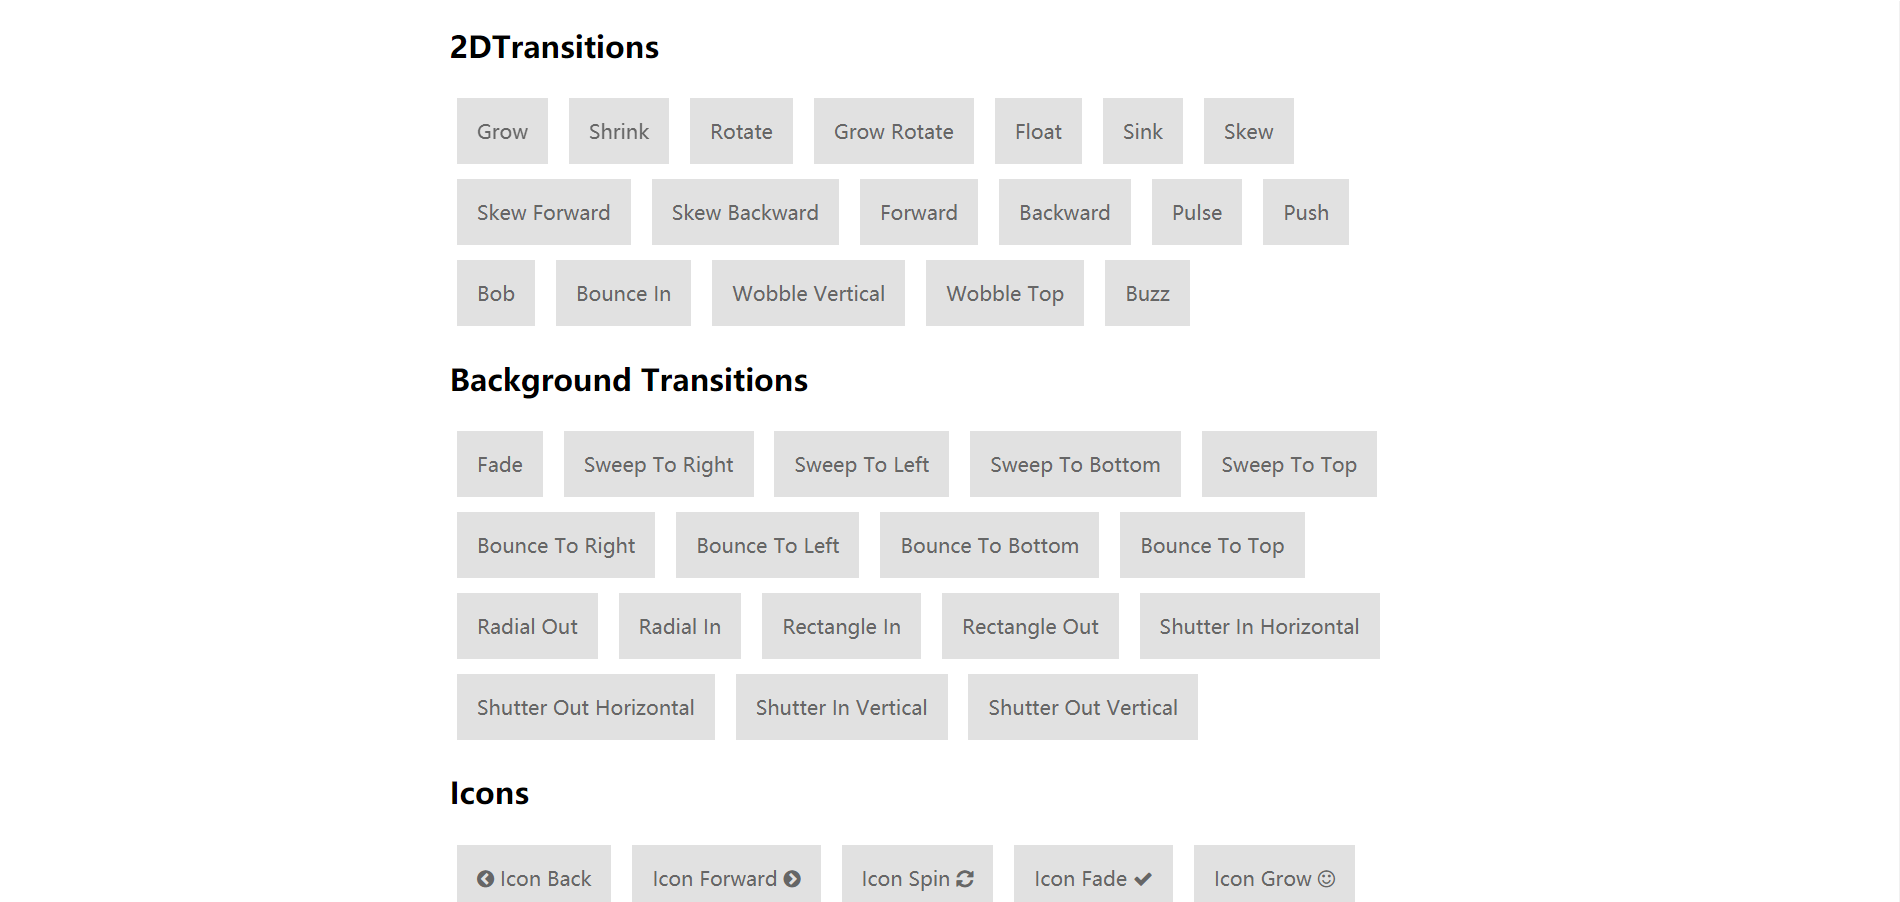 2DTransitions
Grow Shrink Rotate Grow Rotate Float Sink Skew
Skew Forward Skew Backward Forward Backward Pulse Push
Bob Bounce In Wobble Vertical Wobble Top Buzz
Background Transitions
Fade Sweep To Right Sweep To Left Sweep To Bottom Sweep To Top
Bounce To Right Bounce To Left Bounce To Bottom Bounce To Top
Radial Out Radial In Rectangle In Rectangle Out Shutter In Horizontal
Shutter Out Horizontal Shutter In Vertical Shutter Out Vertical
Icons
Icon Back Icon Forward Icon Spin Icon Fade Icon Grow